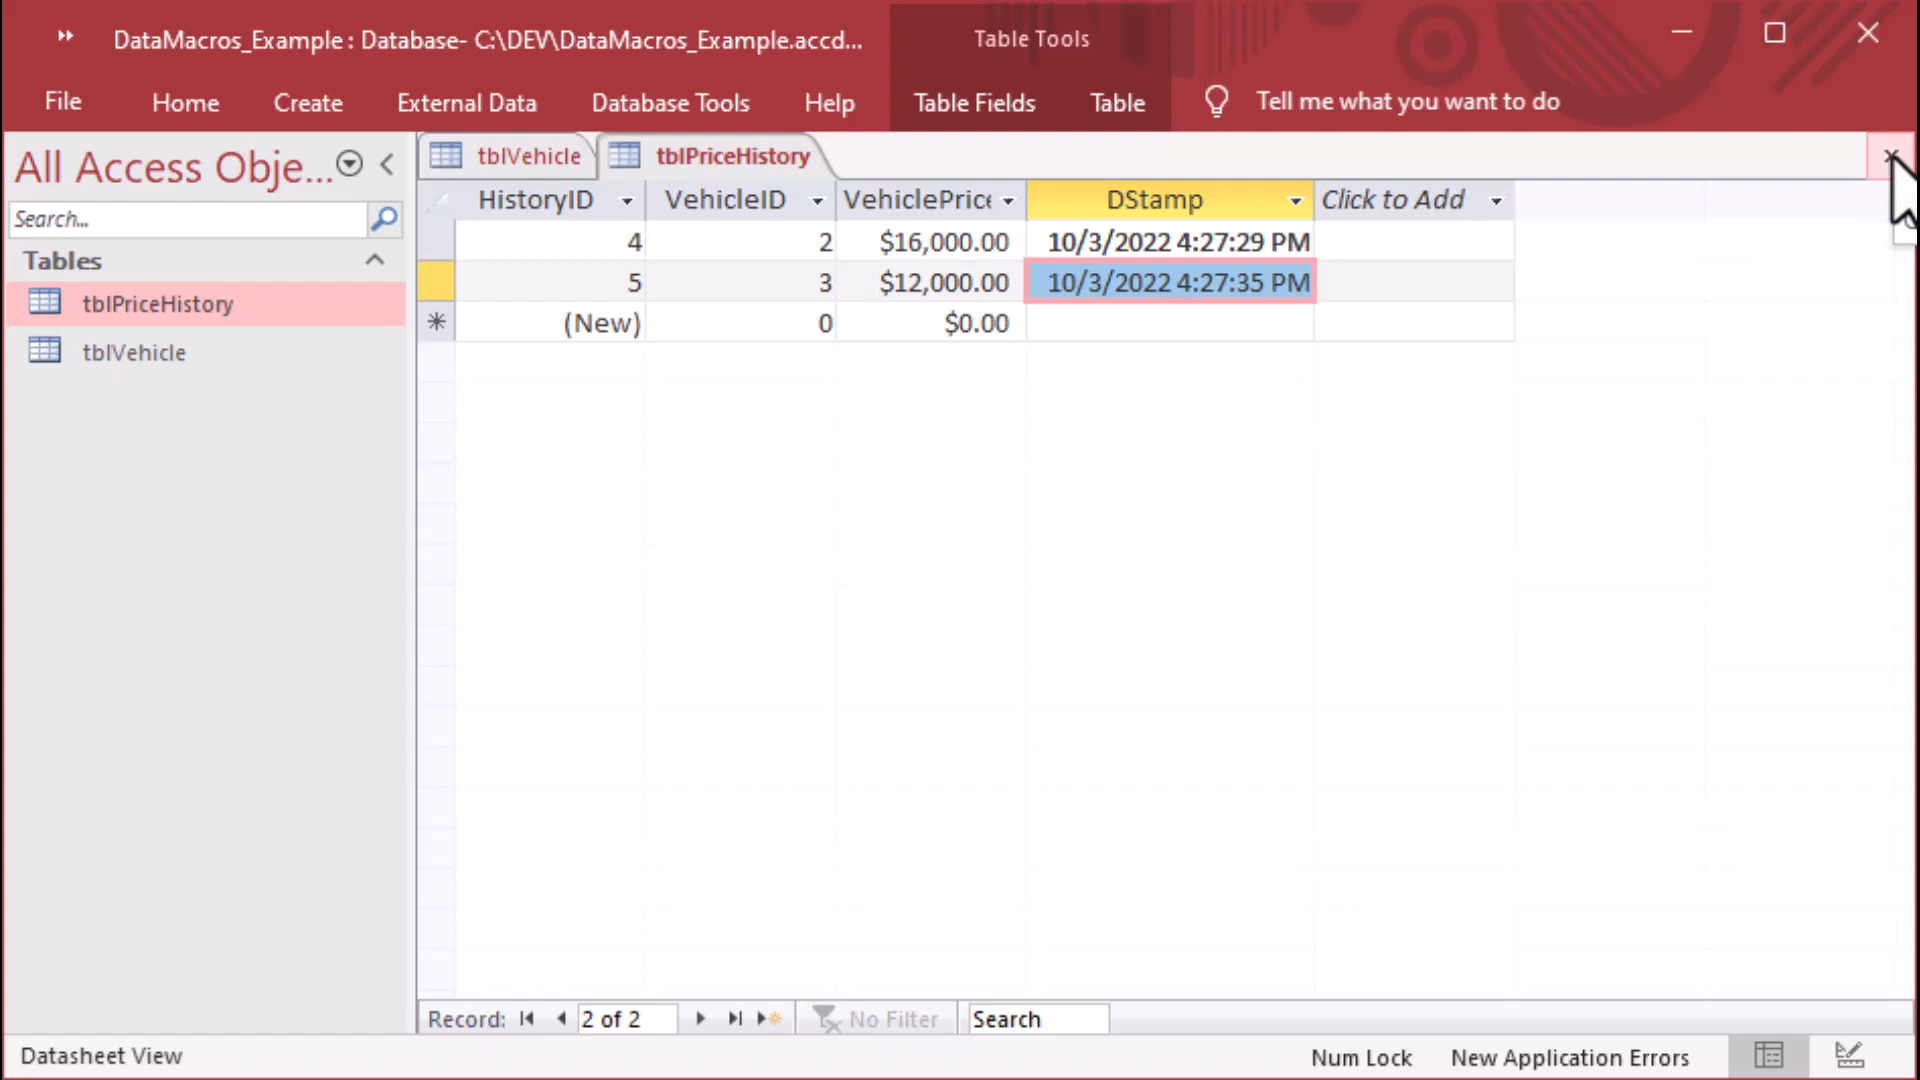 DataMacros_Example : Database- C:\DEV\DataMacros_Example.accd...
Table Tools
File Home Create External Data Database Tools Help Table Fields Table Tell me what you want to do
All Access Obje...
tblVehicle tblPriceHistory
Search...
HistoryID VehicleID VehiclePrice DStamp Click to Add
4 2 $16,000.00 10/3/2022 4:27:29 PM
5 3 $12,000.00 10/3/2022 4:27:35 PM
(New) 0 $0.00
Tables
tblPriceHistory
tblVehicle
Record: 2 of 2 No Filter Search
Datasheet View Num Lock New Application Errors